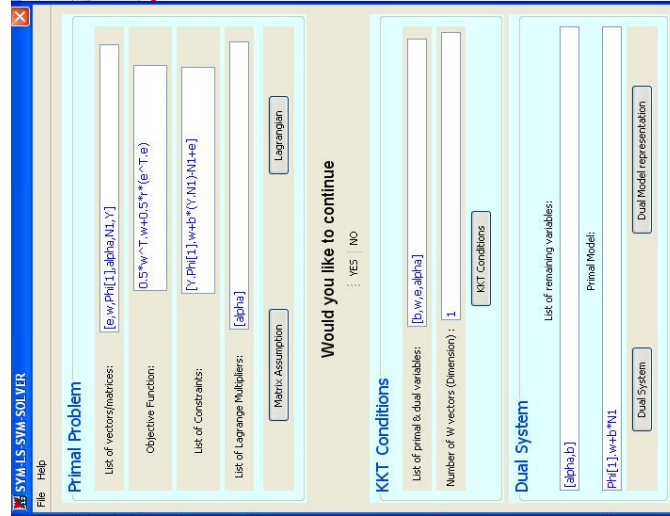 SYM-LS-SVM-SOLVER
File Help
Primal Problem
List of vectors/matrices: [e,w,Phi[1],alpha,N1,Y]
Objective Function: 0.5*w^T.w+0.5*r*(e^T.e)
List of Constraints: [Y.Phi[1].w+b*(Y.N1)-N1+e]
List of Lagrange Multipliers: [alpha]
Matrix Assumption Lagrangian
Would you like to continue
YES NO
KKT Conditions
List of primal & dual variables: [b,w,e,alpha]
Number of W vectors (Dimension) : 1
KKT Conditions
Dual System
List of remaining variables:
[alpha,b]
Primal Model:
Phi[1].w+b*N1
Dual System Dual Model representation